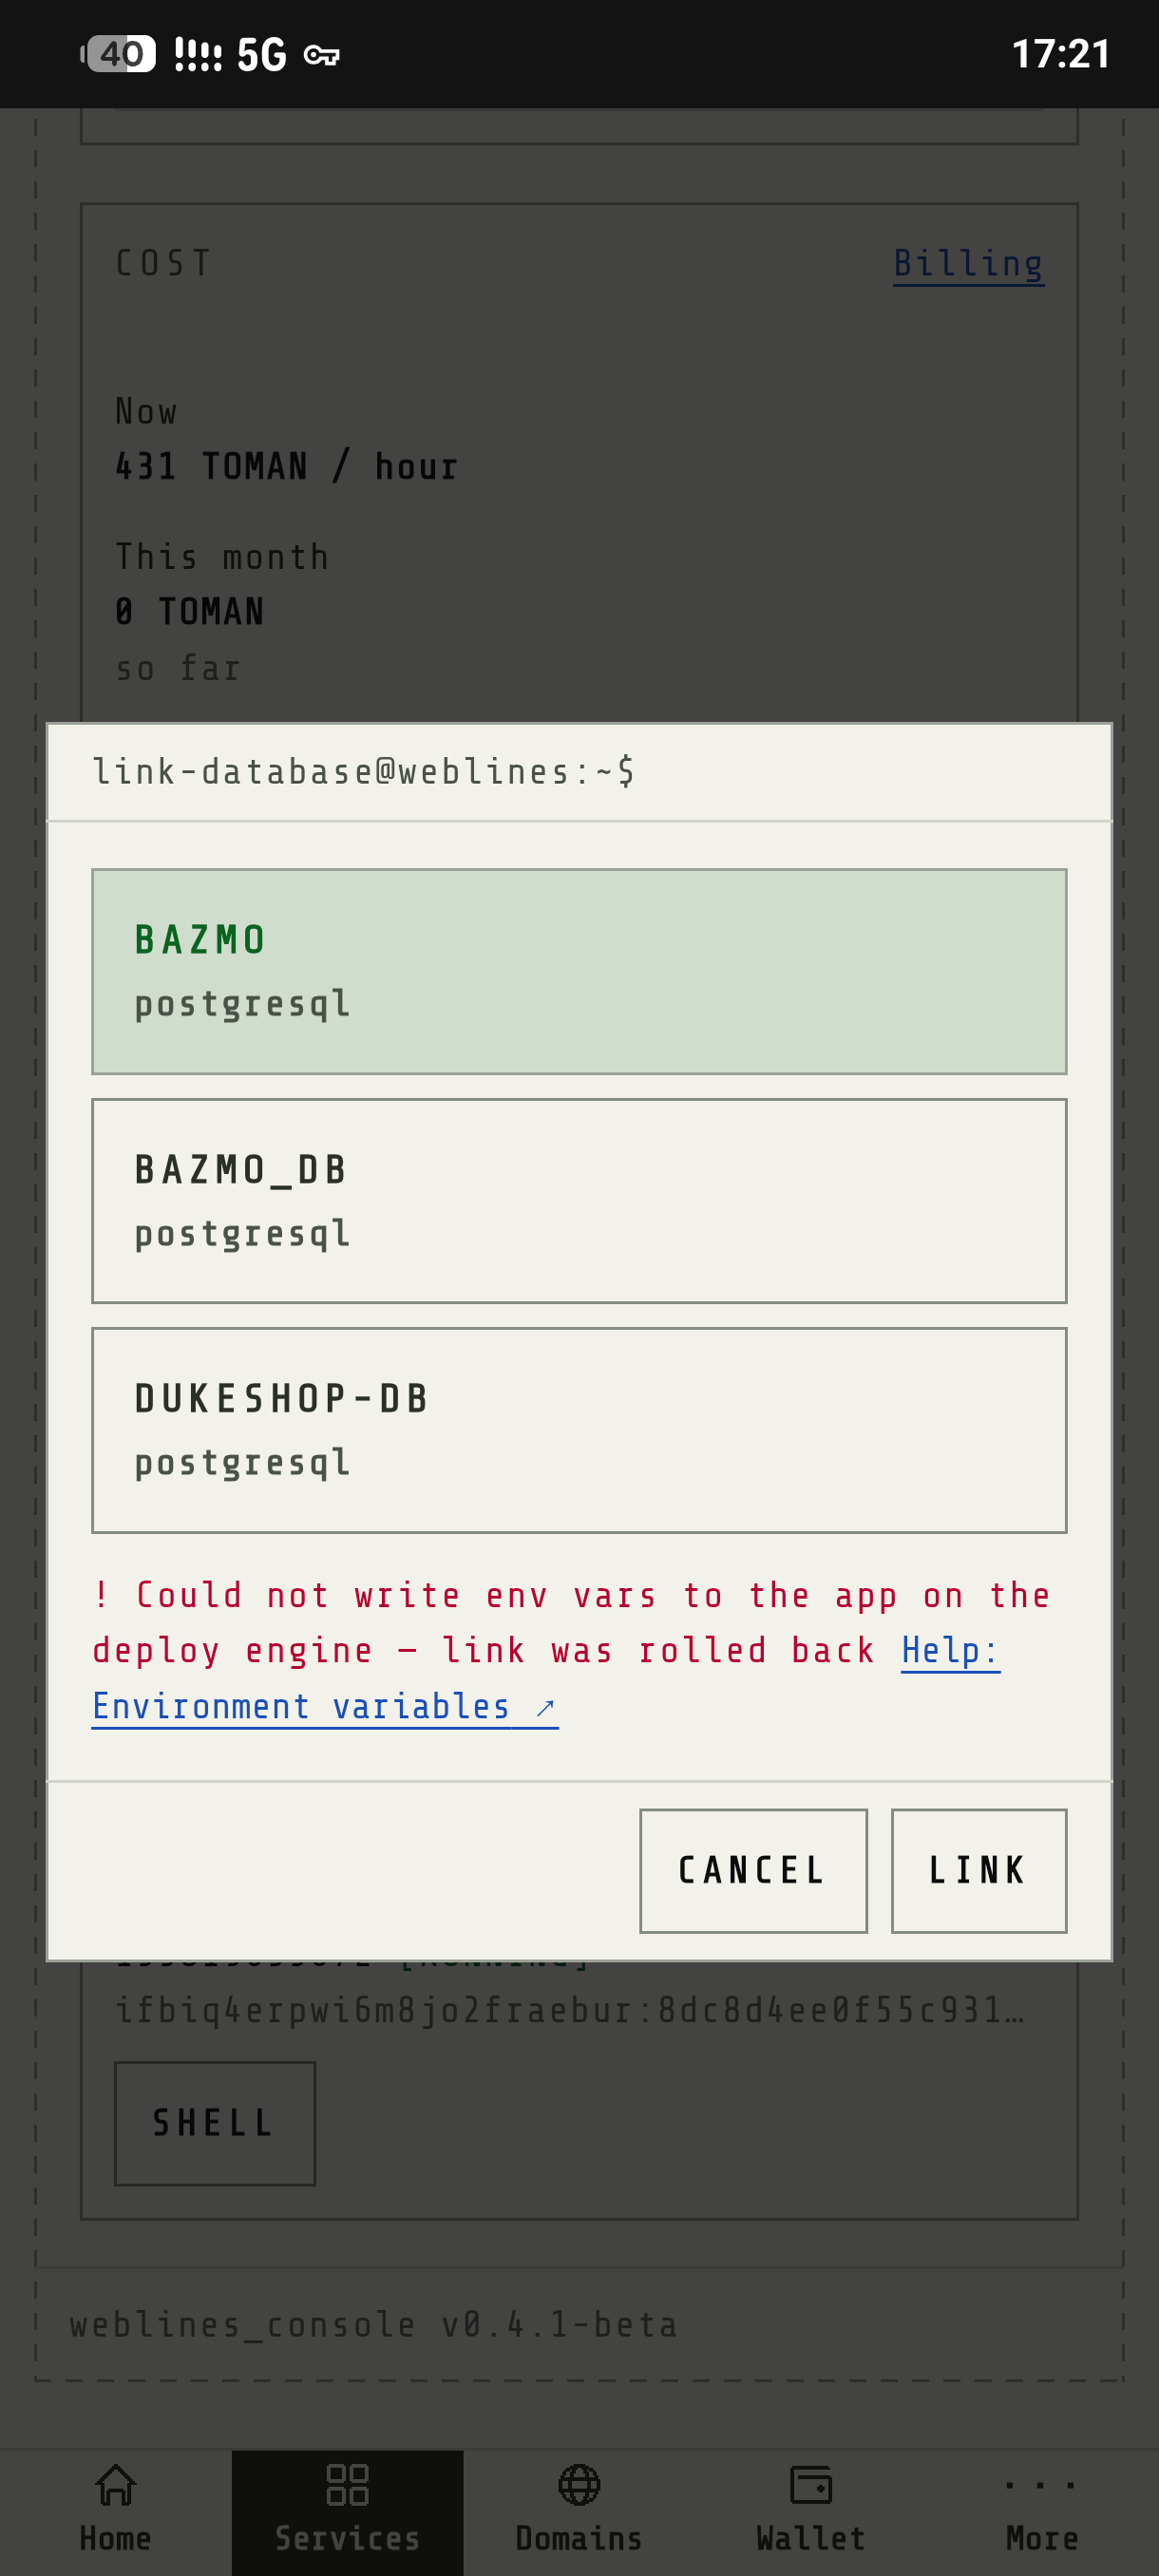 40 5G 17:21
COST Billing
Now
431 TOMAN / hour
This month
0 TOMAN
so far
link-database@weblines:~$
BAZMO
postgresql
BAZMO_DB
postgresql
DUKESHOP-DB
postgresql
! Could not write env vars to the app on the
deploy engine — link was rolled back Help:
Environment variables ↗
CANCEL LINK
ifbiq4erpwi6m8jo2fraebur:8dc8d4ee0f55c931…
SHELL
weblines_console v0.4.1-beta
Home Services Domains Wallet More